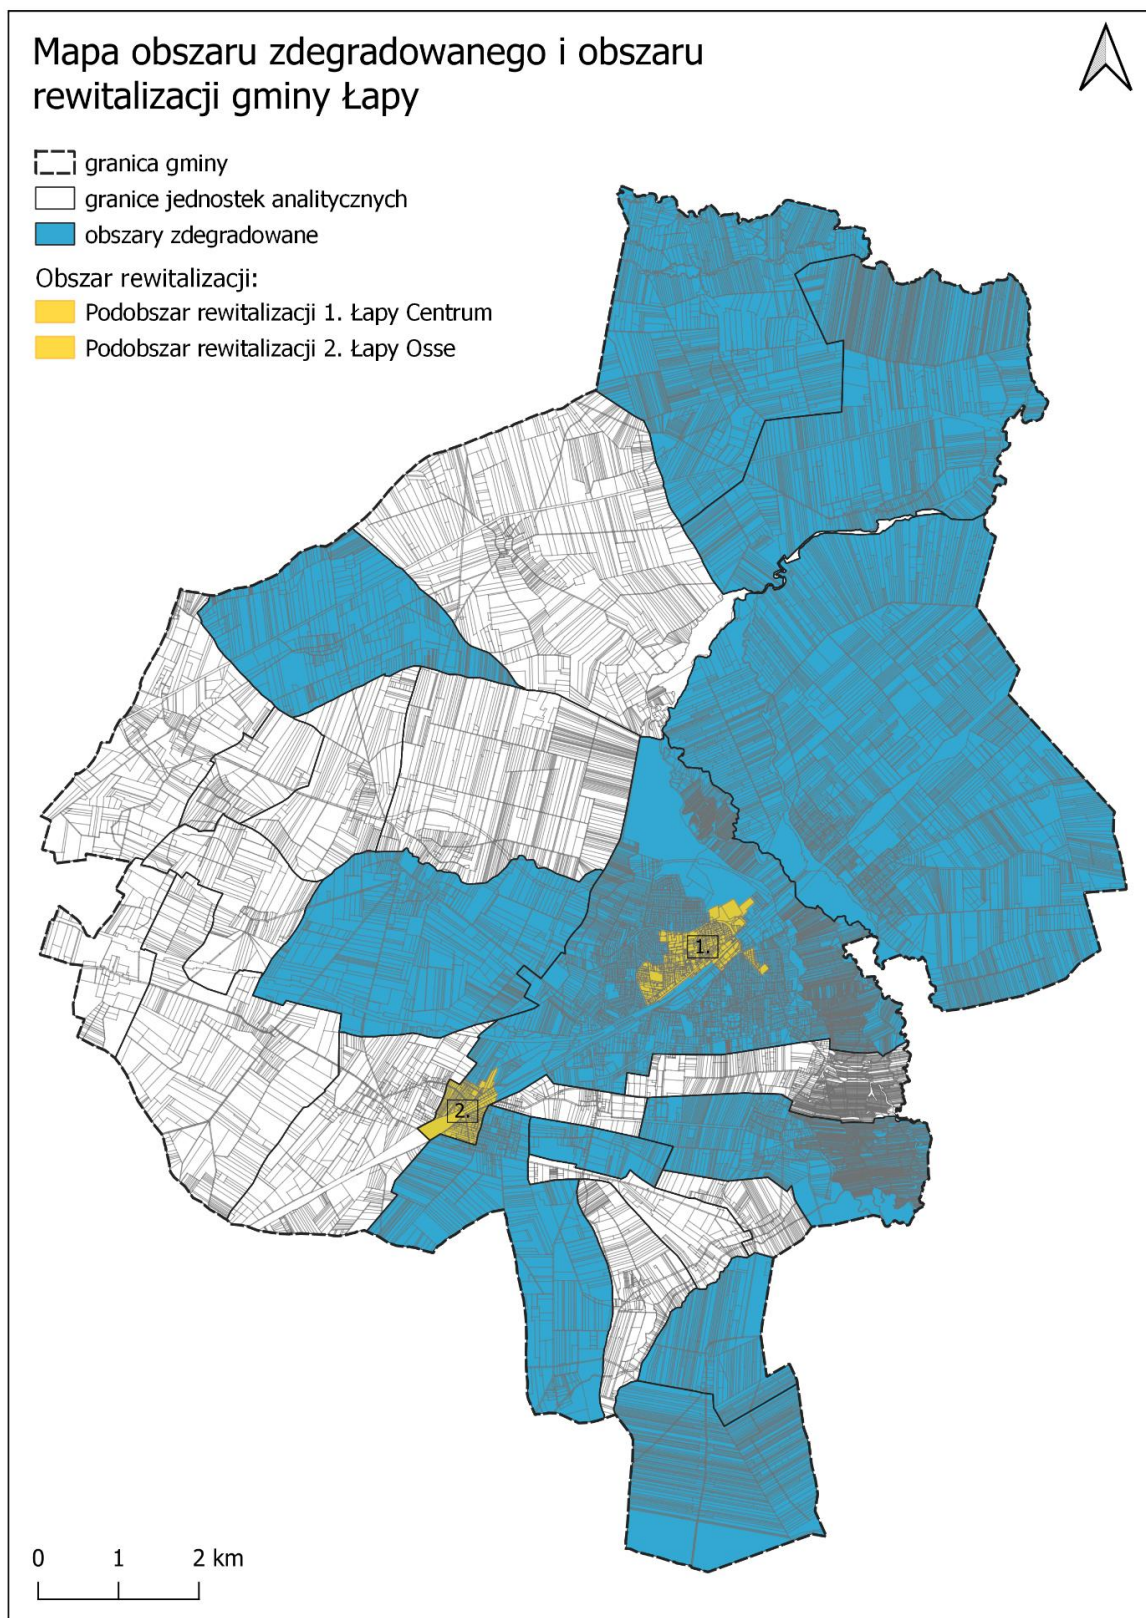 Mapa obszaru zdegradowanego i obszaru
rewitalizacji gminy Łapy
granica gminy
granice jednostek analitycznych
obszary zdegradowane
Obszar rewitalizacji:
Podobszar rewitalizacji 1. Łapy Centrum
Podobszar rewitalizacji 2. Łapy Osse
1.
2.
0 1 2 km